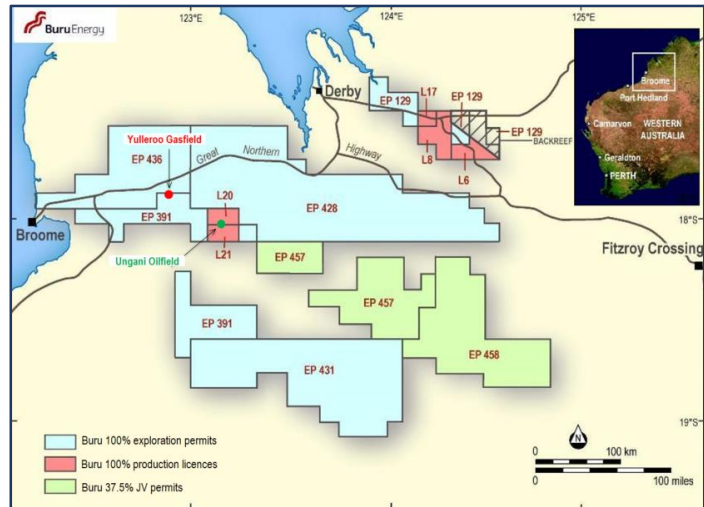 Buru Energy
123°E
124°E
125°E
Derby
L17
EP 129
EP 129
EP 129
BACKREEF
L8
L6
Broome
Port Hedland
Carnarvon
WESTERN
AUSTRALIA
Geraldton
PERTH
Yulleroo Gasfield
EP 436
Great Northern Highway
L20
EP 428
EP 391
18°S
Broome
Fitzroy Crossing
Ungani Oilfield
L21
EP 457
EP 457
EP 391
EP 458
EP 431
19°S
Buru 100% exploration permits
Buru 100% production licences
Buru 37.5% JV permits
N
0 100 km
0 100 miles